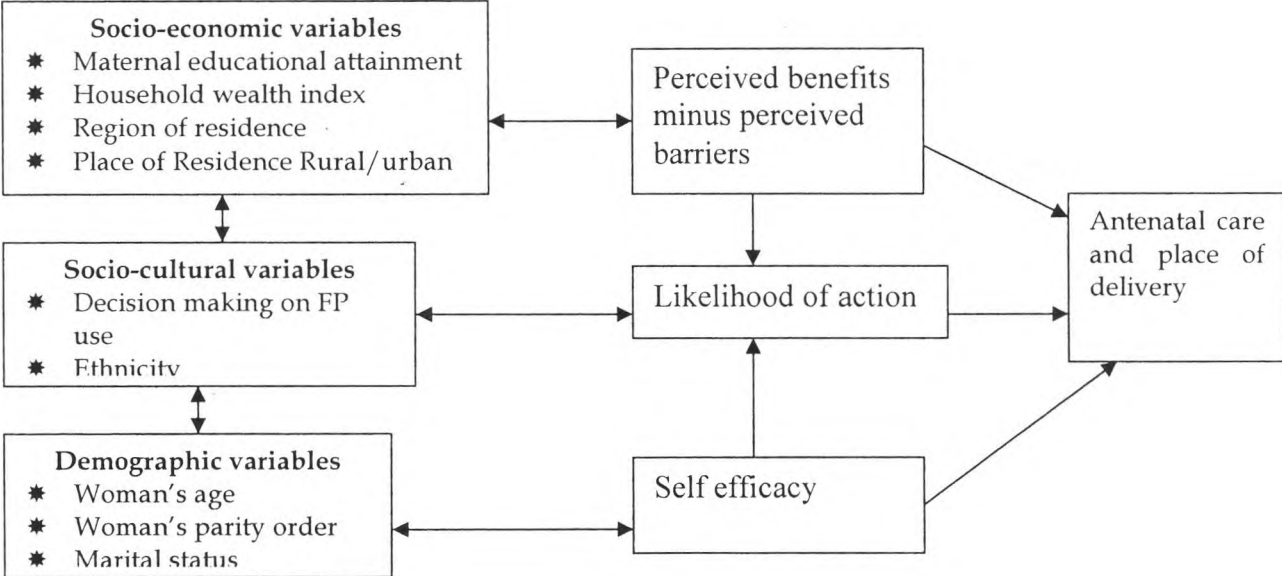 Socio-economic variables
✷ Maternal educational attainment
✷ Household wealth index
✷ Region of residence
✷ Place of Residence Rural/urban
Socio-cultural variables
✷ Decision making on FP
use
✷ Ethnicity
Demographic variables
✷ Woman's age
✷ Woman's parity order
✷ Marital status
Perceived benefits
minus perceived
barriers
Likelihood of action
Self efficacy
Antenatal care
and place of
delivery